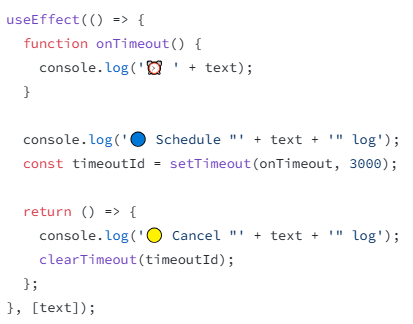 useEffect(() => {
  function onTimeout() {
    console.log('⏰ ' + text);
  }

  console.log('🔵 Schedule "' + text + '" log');
  const timeoutId = setTimeout(onTimeout, 3000);

  return () => {
    console.log('🟡 Cancel "' + text + '" log');
    clearTimeout(timeoutId);
  };
}, [text]);